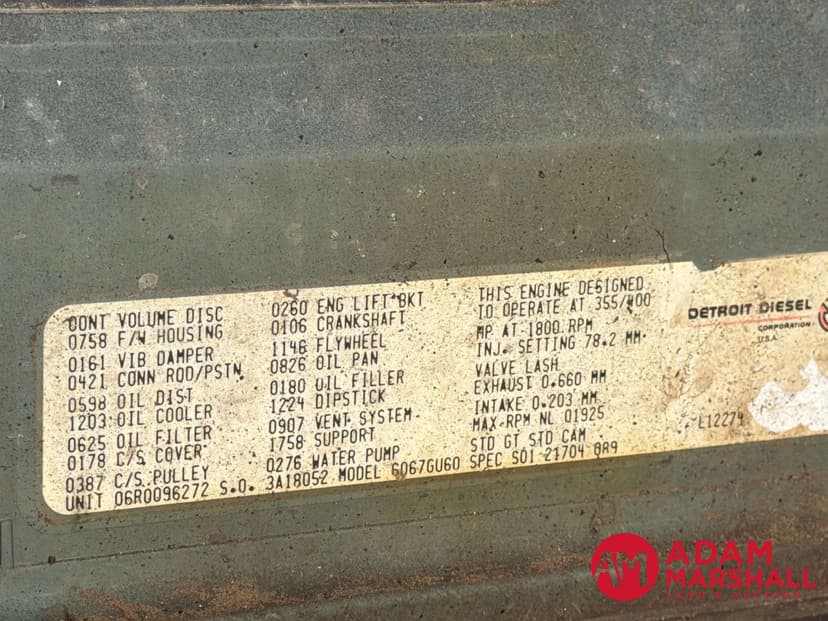 CONT VOLUME DISC
0758 F/W HOUSING
0161 VIB DAMPER
0421 CONN ROD/PSTN
0598 OIL DIST
1203 OIL COOLER
0625 OIL FILTER
0178 C/S COVER
0387 C/S PULLEY
0260 ENG LIFT BKT
0106 CRANKSHAFT
1146 FLYWHEEL
0826 OIL PAN
0180 OIL FILLER
1224 DIPSTICK
0907 VENT SYSTEM
1758 SUPPORT
0276 WATER PUMP
THIS ENGINE DESIGNED
TO OPERATE AT 355/400
HP AT 1800 RPM
INJ. SETTING 78.2 MM
VALVE LASH
EXHAUST 0.660 MM
INTAKE 0.203 MM
MAX-RPM NL 01925
STD GT STD CAM
UNIT 06R0096272 S.O. 3A18052 MODEL 6067GU60 SPEC S01 21704 089
DETROIT DIESEL
CORPORATION
U.S.A.
L12274
AM
ADAM
MARSHALL
LAND & AUCTION